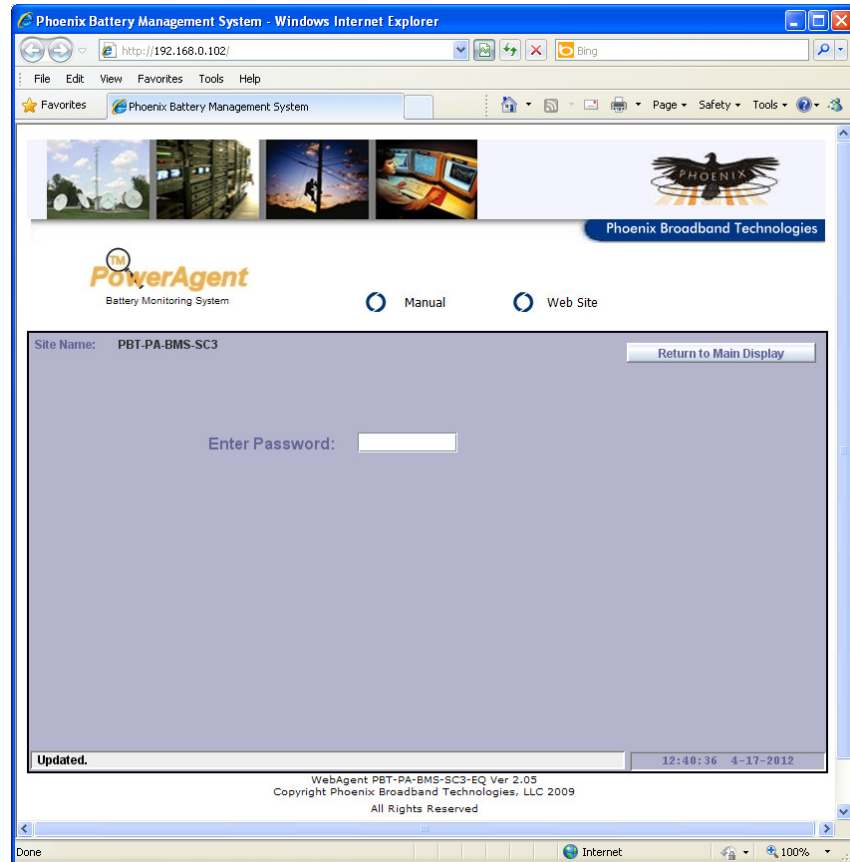 Phoenix Battery Management System - Windows Internet Explorer
http://192.168.0.102/
Bing
File Edit View Favorites Tools Help
Favorites Phoenix Battery Management System Page Safety Tools
PHOENIX
Phoenix Broadband Technologies
TM
PowerAgent
Battery Monitoring System
Manual Web Site
Site Name: PBT-PA-BMS-SC3
Return to Main Display
Enter Password:
Updated. 12:40:36 4-17-2012
WebAgent PBT-PA-BMS-SC3-EQ Ver 2.05
Copyright Phoenix Broadband Technologies, LLC 2009
All Rights Reserved
Done Internet 100%